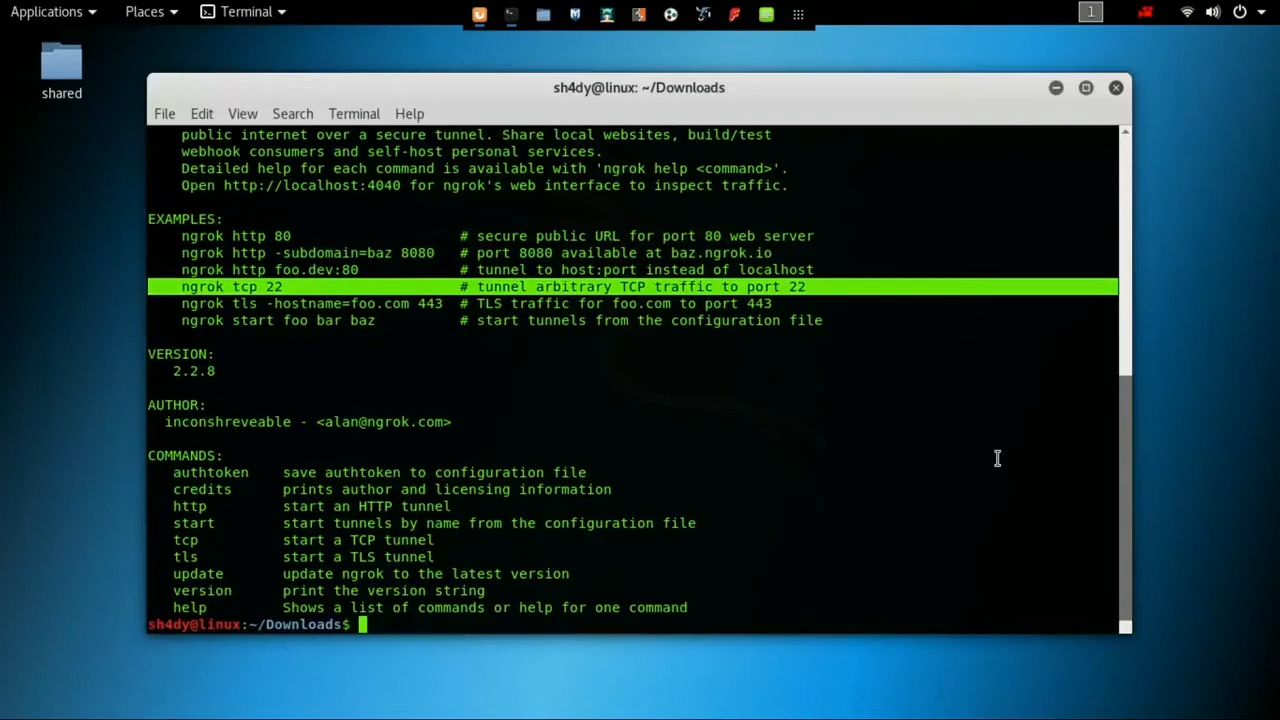 Applications Places Terminal 1
shared
sh4dy@linux: ~/Downloads
File Edit View Search Terminal Help
public internet over a secure tunnel. Share local websites, build/test
webhook consumers and self-host personal services.
Detailed help for each command is available with 'ngrok help <command>'.
Open http://localhost:4040 for ngrok's web interface to inspect traffic.
EXAMPLES:
ngrok http 80 # secure public URL for port 80 web server
ngrok http -subdomain=baz 8080 # port 8080 available at baz.ngrok.io
ngrok http foo.dev:80 # tunnel to host:port instead of localhost
ngrok tcp 22 # tunnel arbitrary TCP traffic to port 22
ngrok tls -hostname=foo.com 443 # TLS traffic for foo.com to port 443
ngrok start foo bar baz # start tunnels from the configuration file
VERSION:
2.2.8
AUTHOR:
inconshreveable - <alan@ngrok.com>
COMMANDS:
authtoken save authtoken to configuration file
credits prints author and licensing information
http start an HTTP tunnel
start start tunnels by name from the configuration file
tcp start a TCP tunnel
tls start a TLS tunnel
update update ngrok to the latest version
version print the version string
help Shows a list of commands or help for one command
sh4dy@linux:~/Downloads$